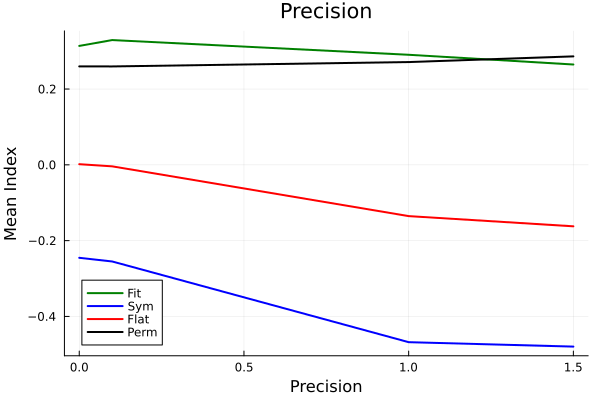 Precision
Mean Index
0.2
0.0
−0.2
−0.4
Fit
Sym
Flat
Perm
0.0
0.5
1.0
1.5
Precision